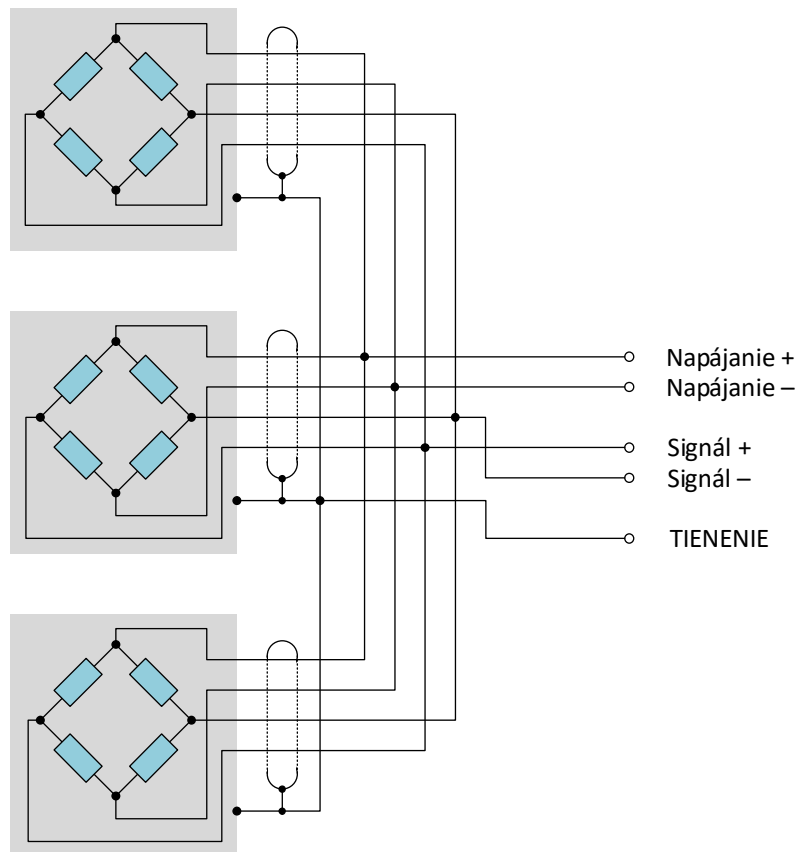 Napájanie +
Napájanie –
Signál +
Signál –
TIENENIE